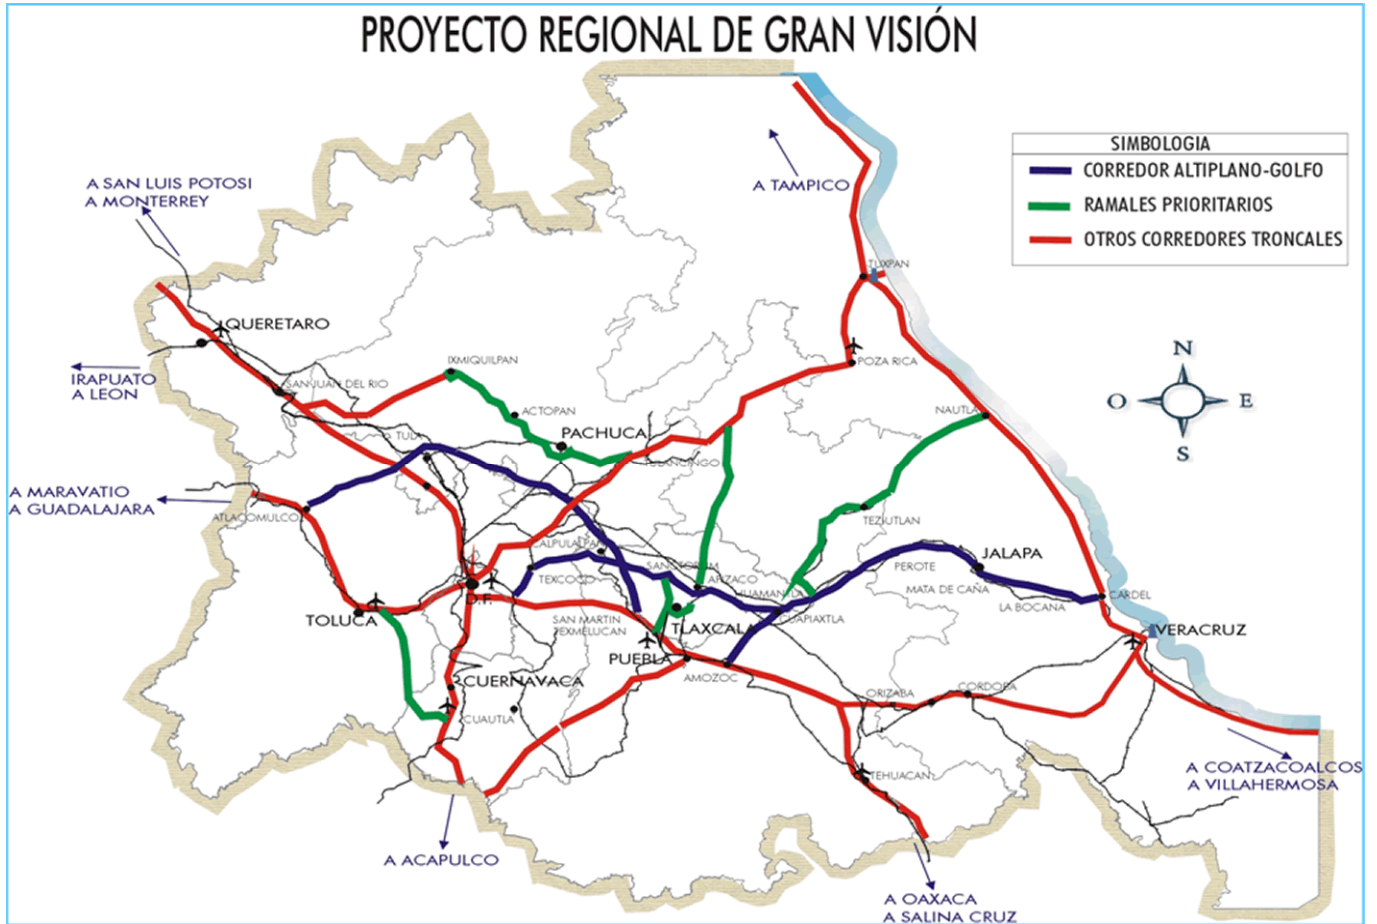 PROYECTO REGIONAL DE GRAN VISIÓN
SIMBOLOGIA
CORREDOR ALTIPLANO-GOLFO
RAMALES PRIORITARIOS
OTROS CORREDORES TRONCALES
A SAN LUIS POTOSI
A MONTERREY
A TAMPICO
TUXPAN
N
O
E
S
QUERETARO
IRAPUATO
A LEON
SAN JUAN DEL RIO
IXMIQUILPAN
POZA RICA
ACTOPAN
NAUTLA
TULA
PACHUCA
TULANCINGO
A MARAVATIO
A GUADALAJARA
ATLACOMULCO
TEZIUTLAN
CALPULALPAN
JALAPA
PEROTE
TEXCOCO
APIZACO
HUAMANTLA
MATA DE CAÑA
LA BOCANA
CARDEL
D.F.
TOLUCA
SAN MARTIN
TEXMELUCAN
TLAXCALA
CUAPIAXTLA
VERACRUZ
PUEBLA
AMOZOC
CUERNAVACA
CUAUTLA
ORIZABA
CORDOBA
TEHUACAN
A COATZACOALCOS
A VILLAHERMOSA
A ACAPULCO
A OAXACA
A SALINA CRUZ